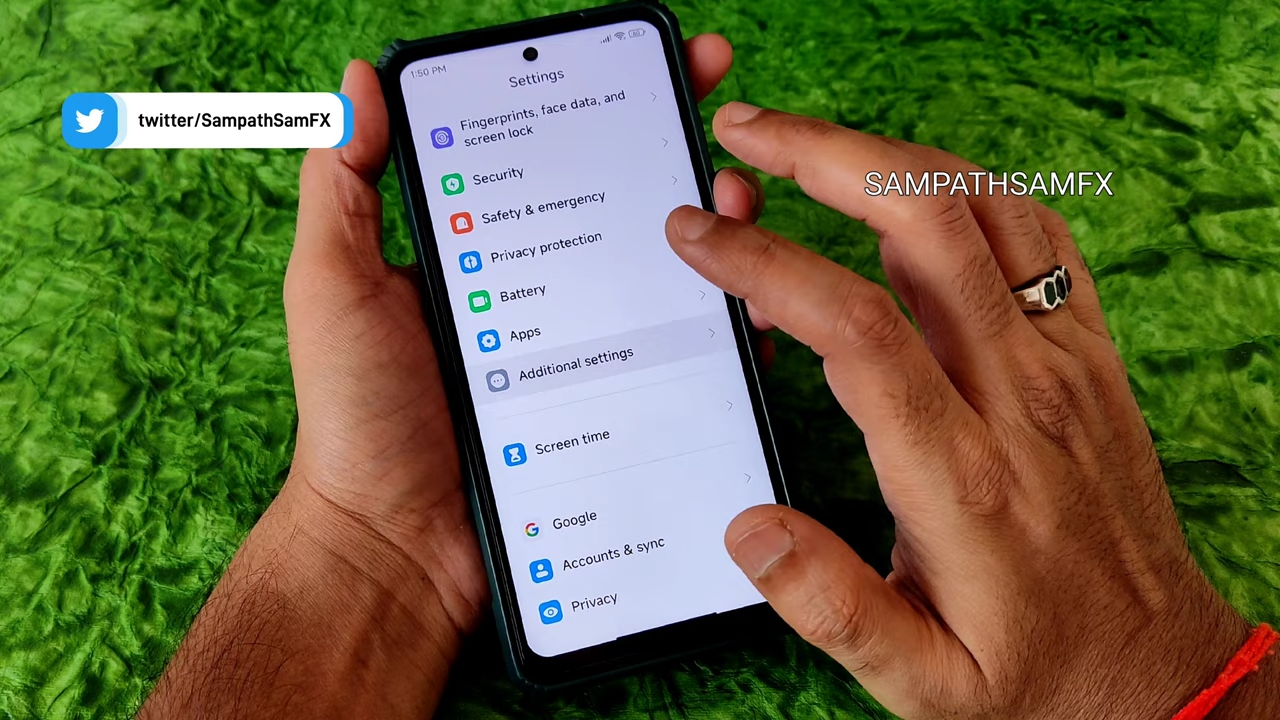 1:50 PM
Settings
Fingerprints, face data, and
screen lock
Security
Safety & emergency
Privacy protection
Battery
Apps
Additional settings
Screen time
Google
Accounts & sync
Privacy
twitter/SampathSamFX
SAMPATHSAMFX